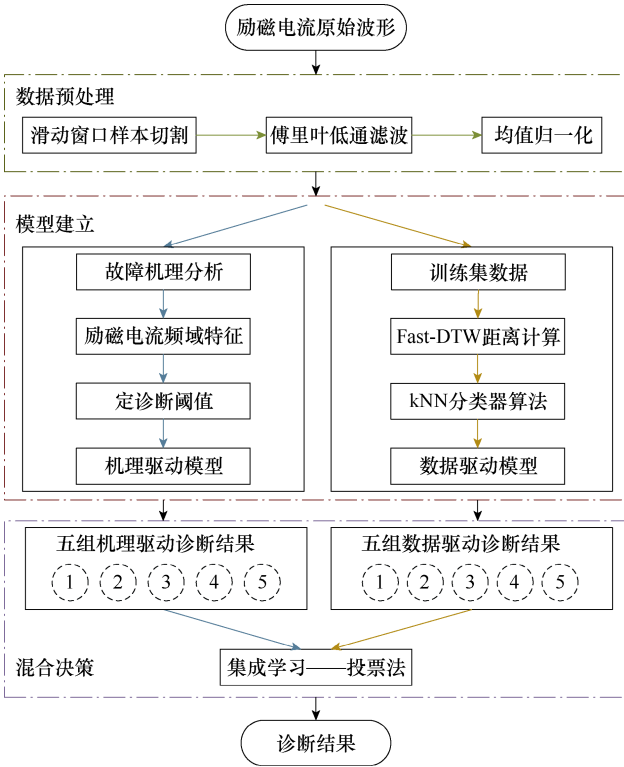 励磁电流原始波形
数据预处理
滑动窗口样本切割
傅里叶低通滤波
均值归一化
模型建立
故障机理分析
励磁电流频域特征
定诊断阈值
机理驱动模型
训练集数据
Fast-DTW距离计算
kNN分类器算法
数据驱动模型
五组机理驱动诊断结果
1 2 3 4 5
五组数据驱动诊断结果
1 2 3 4 5
混合决策
集成学习——投票法
诊断结果